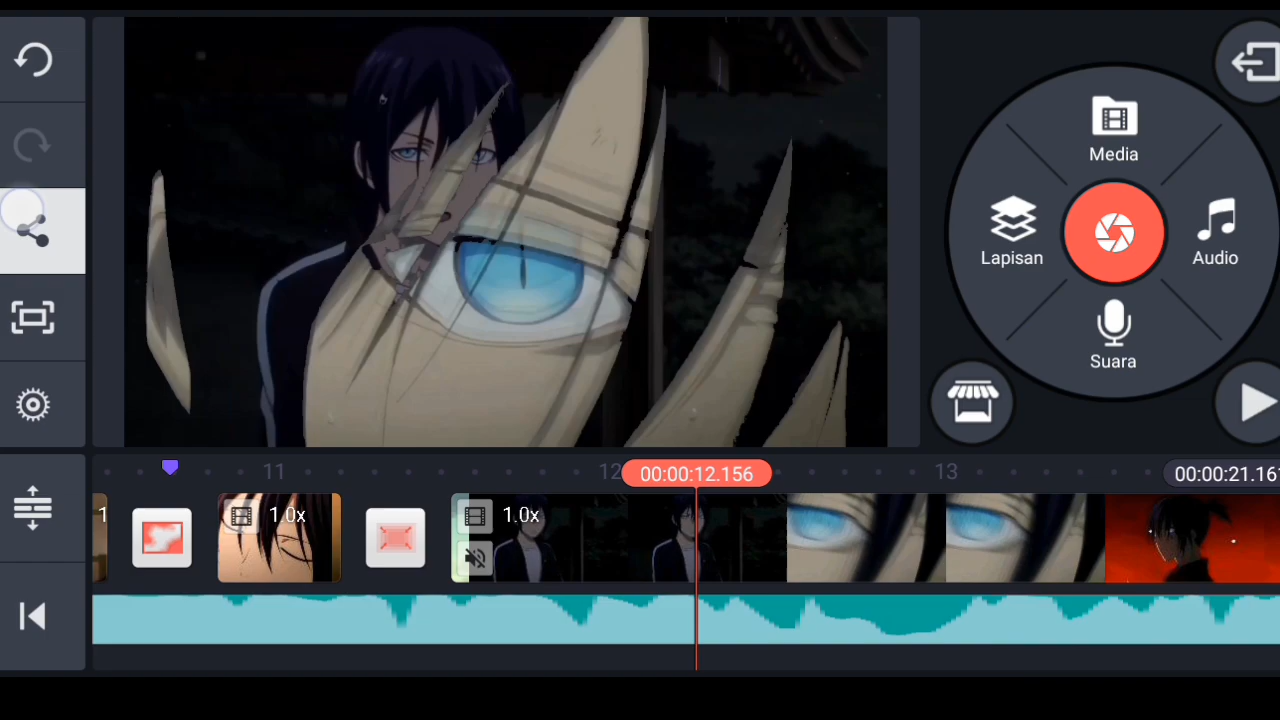 Media
Lapisan
Audio
Suara
11
12
00:00:12.156
13
00:00:21.16
1
1.0x
1.0x